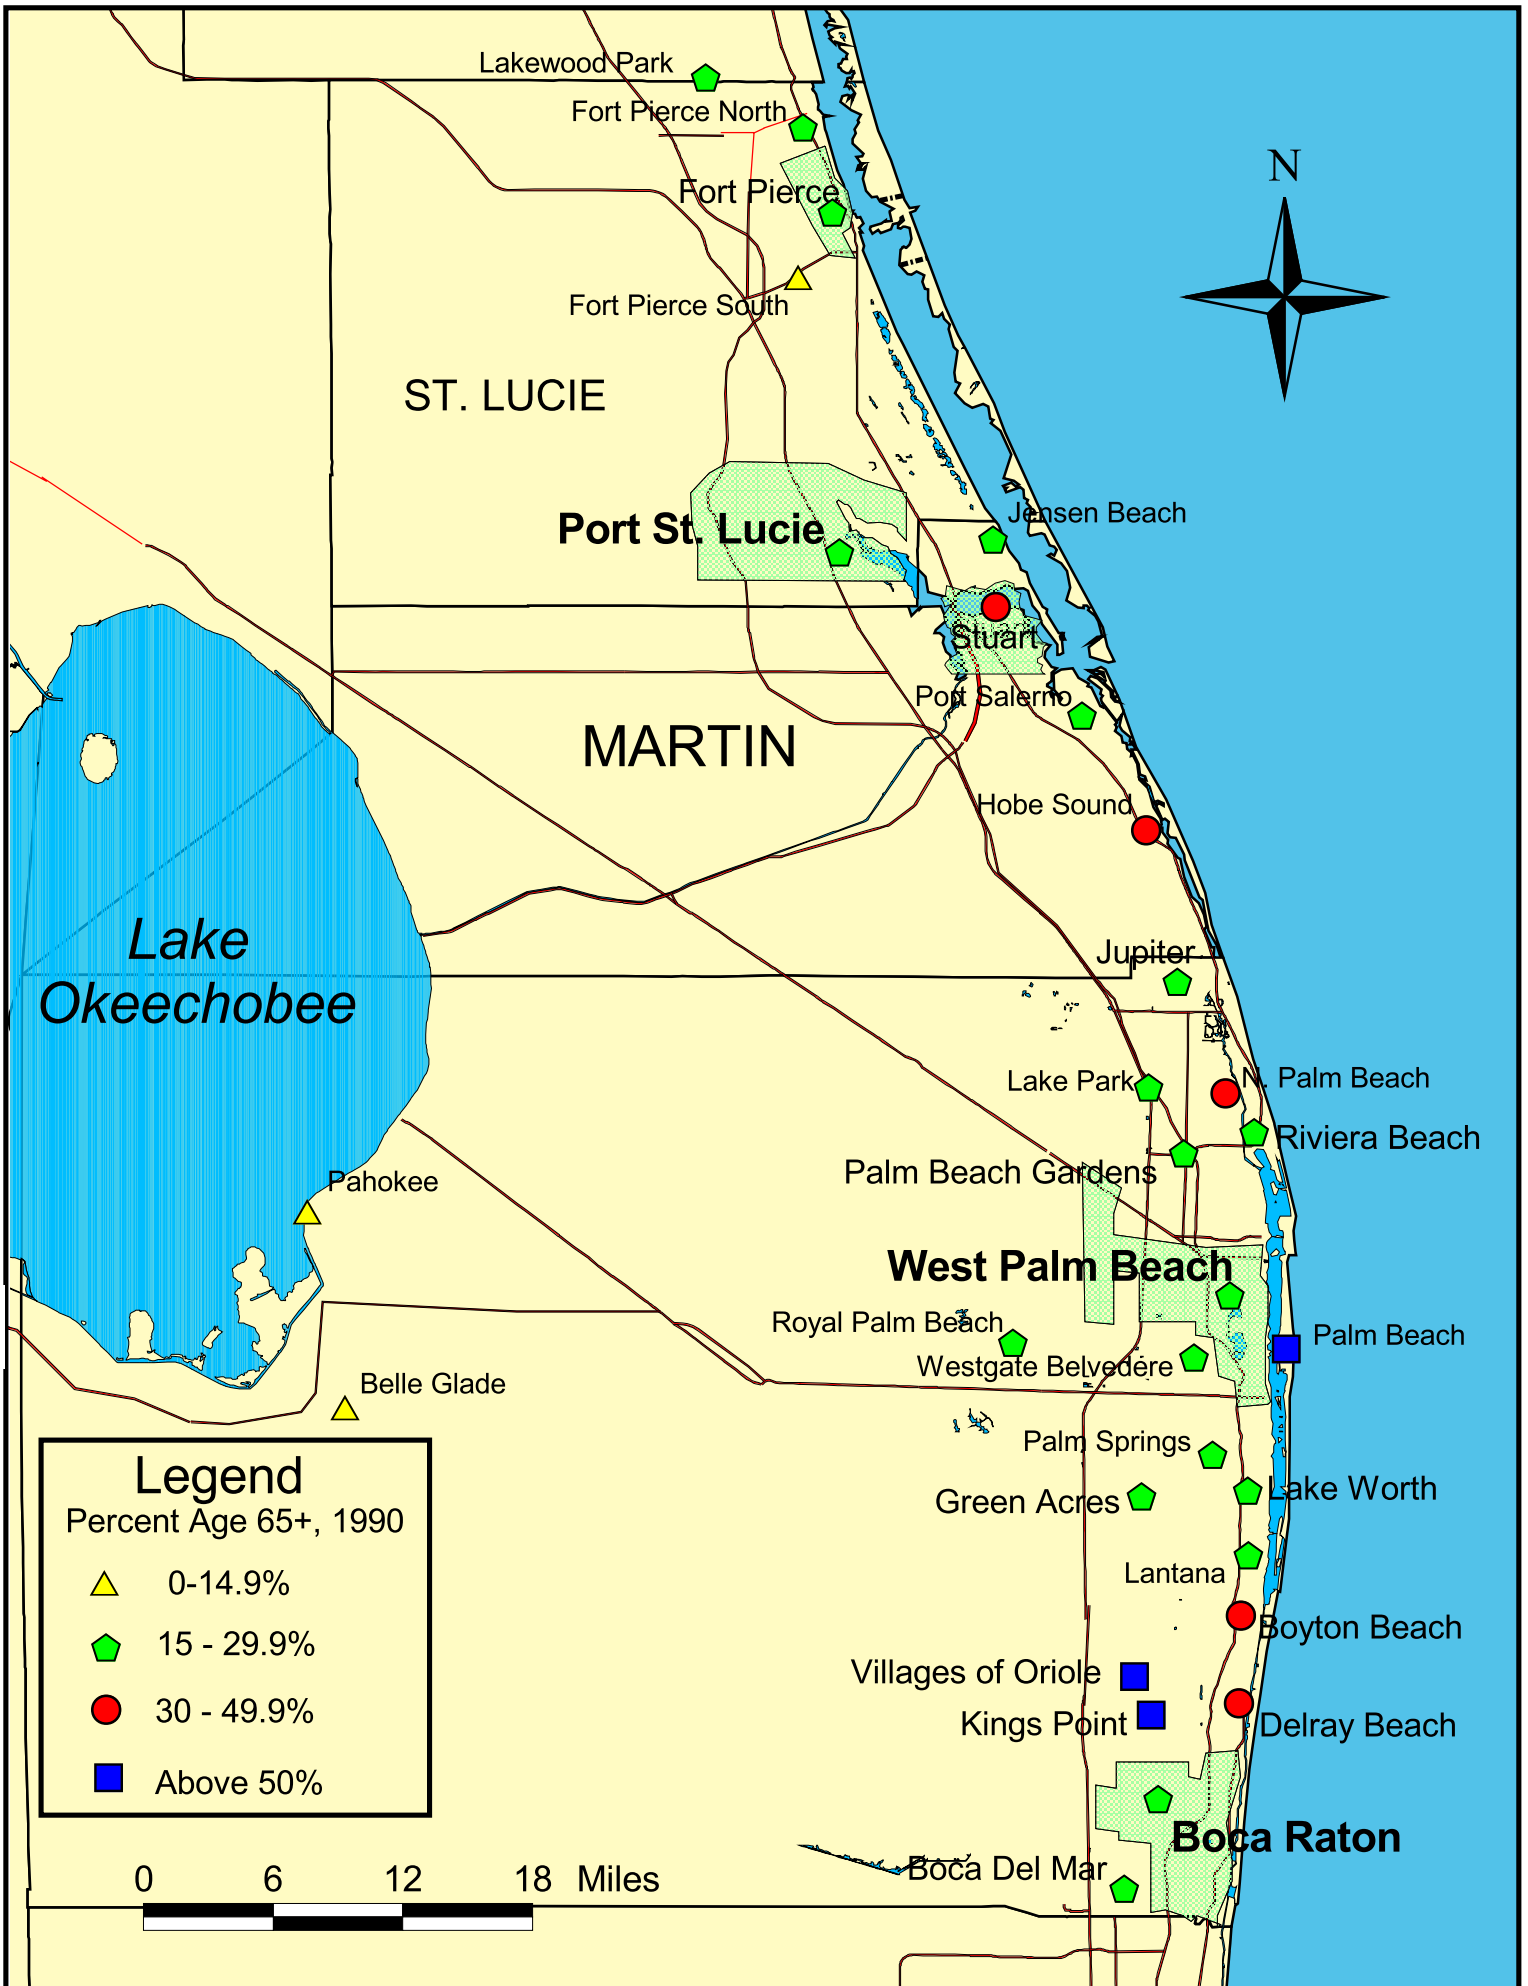 Lakewood Park
Fort Pierce North
N
Fort Pierce
Fort Pierce South
ST. LUCIE
Jensen Beach
Port St. Lucie
Stuart
Port Salerno
MARTIN
Hobe Sound
Lake
Okeechobee
Jupiter
Lake Park
N. Palm Beach
Riviera Beach
Palm Beach Gardens
Pahokee
West Palm Beach
Royal Palm Beach
Palm Beach
Westgate Belvedere
Belle Glade
Palm Springs
Lake Worth
Green Acres
Lantana
Boyton Beach
Villages of Oriole
Kings Point
Delray Beach
Boca Raton
Boca Del Mar
Legend
Percent Age 65+, 1990
0-14.9%
15 - 29.9%
30 - 49.9%
Above 50%
0 6 12 18 Miles